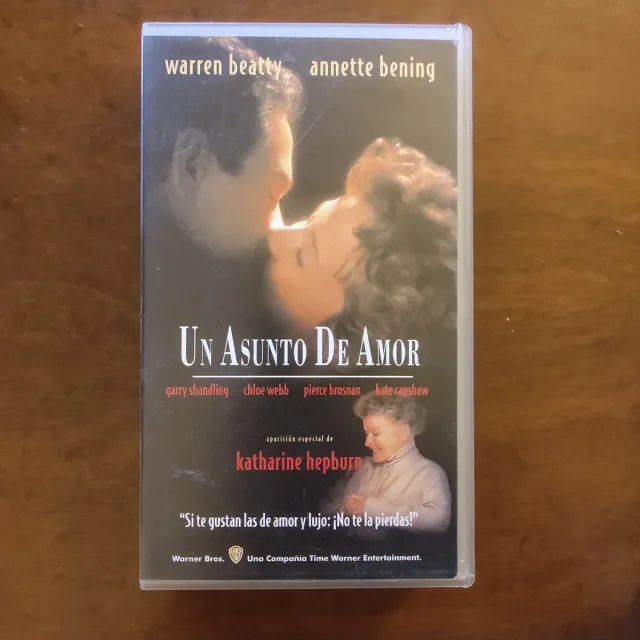 warren beatty annette bening
UN ASUNTO DE AMOR
garry shandling chloe webb pierce brosnan kate capshaw
aparición especial de
katharine hepburn
"Si te gustan las de amor y lujo: ¡No te la pierdas!"
Warner Bros. WB Una Compañía Time Warner Entertainment.